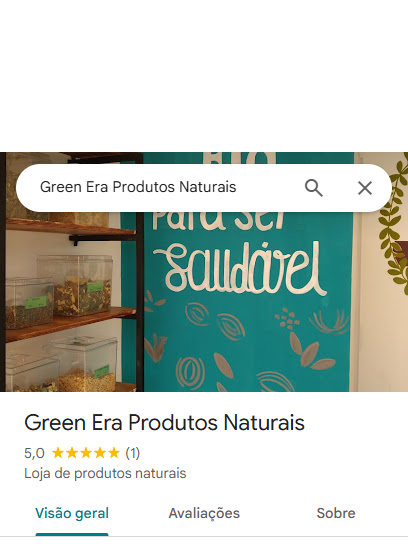 Green Era Produtos Naturais
para ser
saudável
Green Era Produtos Naturais
5,0 ★★★★★ (1)
Loja de produtos naturais
Visão geral Avaliações Sobre